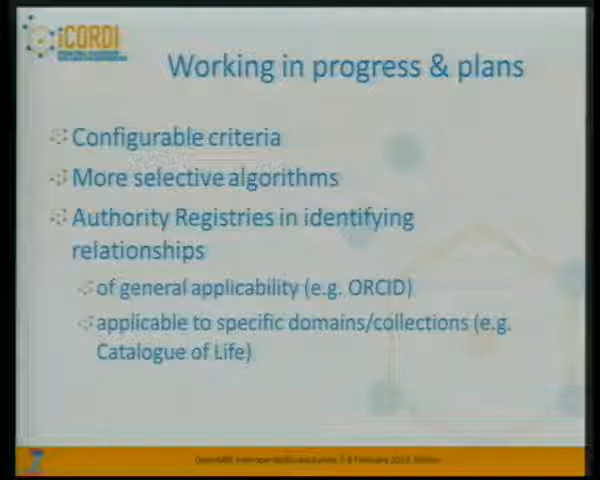 iCORDI
Working in progress & plans
Configurable criteria
More selective algorithms
Authority Registries in identifying
relationships
of general applicability (e.g. ORCID)
applicable to specific domains/collections (e.g.
Catalogue of Life)